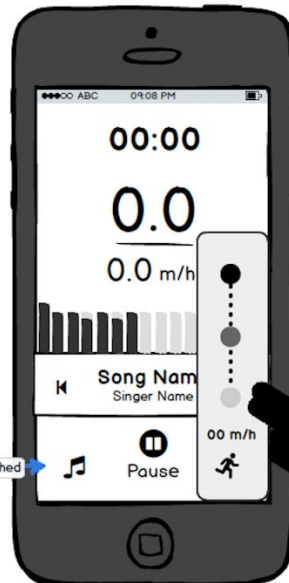 ABC 09:08 PM
00:00
0.0
0.0 m/h
Song Nam
Singer Name
00 m/h
hed
Pause